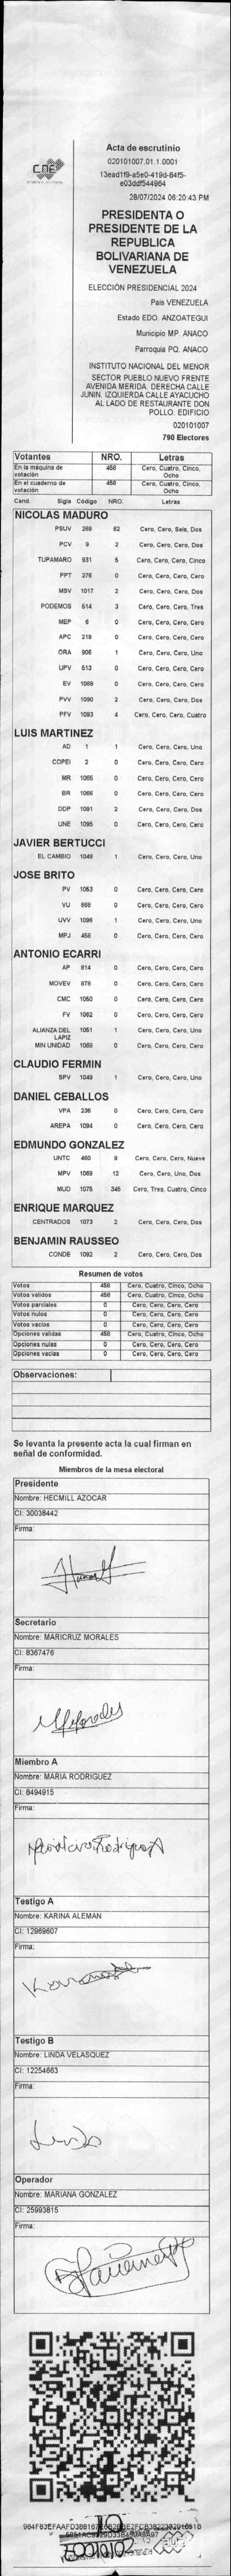 CNE
Acta de escrutinio
020101007.01.1.0001
13ead1f9-a5e0-419d-84f5-
e03ddf544964
28/07/2024 06:20:43 PM
PRESIDENTA O
PRESIDENTE DE LA
REPUBLICA
BOLIVARIANA DE
VENEZUELA
ELECCIÓN PRESIDENCIAL 2024
País VENEZUELA
Estado EDO. ANZOATEGUI
Municipio MP. ANACO
Parroquia PQ. ANACO
INSTITUTO NACIONAL DEL MENOR
SECTOR PUEBLO NUEVO FRENTE
AVENIDA MERIDA. DERECHA CALLE
JUNIN. IZQUIERDA CALLE AYACUCHO
AL LADO DE RESTAURANTE DON
POLLO. EDIFICIO
020101007
790 Electores
Votantes NRO. Letras
En la máquina de votación 458 Cero, Cuatro, Cinco, Ocho
En el cuaderno de votación 458 Cero, Cuatro, Cinco, Ocho
Cand. Sigla Código NRO. Letras
NICOLAS MADURO
PSUV 269 62 Cero, Cero, Seis, Dos
PCV 9 2 Cero, Cero, Cero, Dos
TUPAMARO 931 5 Cero, Cero, Cero, Cinco
PPT 276 0 Cero, Cero, Cero, Cero
MSV 1017 2 Cero, Cero, Cero, Dos
PODEMOS 514 3 Cero, Cero, Cero, Tres
MEP 6 0 Cero, Cero, Cero, Cero
APC 219 0 Cero, Cero, Cero, Cero
ORA 906 1 Cero, Cero, Cero, Uno
UPV 513 0 Cero, Cero, Cero, Cero
EV 1089 0 Cero, Cero, Cero, Cero
PVV 1090 2 Cero, Cero, Cero, Dos
PFV 1093 4 Cero, Cero, Cero, Cuatro
LUIS MARTINEZ
AD 1 1 Cero, Cero, Cero, Uno
COPEI 2 0 Cero, Cero, Cero, Cero
MR 1065 0 Cero, Cero, Cero, Cero
BR 1066 0 Cero, Cero, Cero, Cero
DDP 1091 2 Cero, Cero, Cero, Dos
UNE 1095 0 Cero, Cero, Cero, Cero
JAVIER BERTUCCI
EL CAMBIO 1048 1 Cero, Cero, Cero, Uno
JOSE BRITO
PV 1053 0 Cero, Cero, Cero, Cero
VU 868 0 Cero, Cero, Cero, Cero
UVV 1096 1 Cero, Cero, Cero, Uno
MPJ 458 0 Cero, Cero, Cero, Cero
ANTONIO ECARRI
AP 814 0 Cero, Cero, Cero, Cero
MOVEV 978 0 Cero, Cero, Cero, Cero
CMC 1050 0 Cero, Cero, Cero, Cero
FV 1062 0 Cero, Cero, Cero, Cero
ALIANZA DEL LAPIZ 1051 1 Cero, Cero, Cero, Uno
MIN UNIDAD 1069 0 Cero, Cero, Cero, Cero
CLAUDIO FERMIN
SPV 1049 1 Cero, Cero, Cero, Uno
DANIEL CEBALLOS
VPA 236 0 Cero, Cero, Cero, Cero
AREPA 1094 0 Cero, Cero, Cero, Cero
EDMUNDO GONZALEZ
UNTC 460 9 Cero, Cero, Cero, Nueve
MPV 1069 12 Cero, Cero, Uno, Dos
MUD 1075 345 Cero, Tres, Cuatro, Cinco
ENRIQUE MARQUEZ
CENTRADOS 1073 2 Cero, Cero, Cero, Dos
BENJAMIN RAUSSEO
CONDE 1092 2 Cero, Cero, Cero, Dos
Resumen de votos
Votos 458 Cero, Cuatro, Cinco, Ocho
Votos validos 458 Cero, Cuatro, Cinco, Ocho
Votos parciales 0 Cero, Cero, Cero, Cero
Votos nulos 0 Cero, Cero, Cero, Cero
Votos vacios 0 Cero, Cero, Cero, Cero
Opciones validas 458 Cero, Cuatro, Cinco, Ocho
Opciones nulas 0 Cero, Cero, Cero, Cero
Opciones vacias 0 Cero, Cero, Cero, Cero
Observaciones:
Se levanta la presente acta la cual firman en
señal de conformidad.
Miembros de la mesa electoral
Presidente
Nombre: HECMILL AZOCAR
CI: 30038442
Firma:
Secretario
Nombre: MARICRUZ MORALES
CI: 8367476
Firma:
Miembro A
Nombre: MARIA RODRIGUEZ
CI: 8494915
Firma:
Testigo A
Nombre: KARINA ALEMAN
CI: 12969607
Firma:
Testigo B
Nombre: LINDA VELASQUEZ
CI: 12254663
Firma:
Linda
Operador
Nombre: MARIANA GONZALEZ
CI: 25993815
Firma: